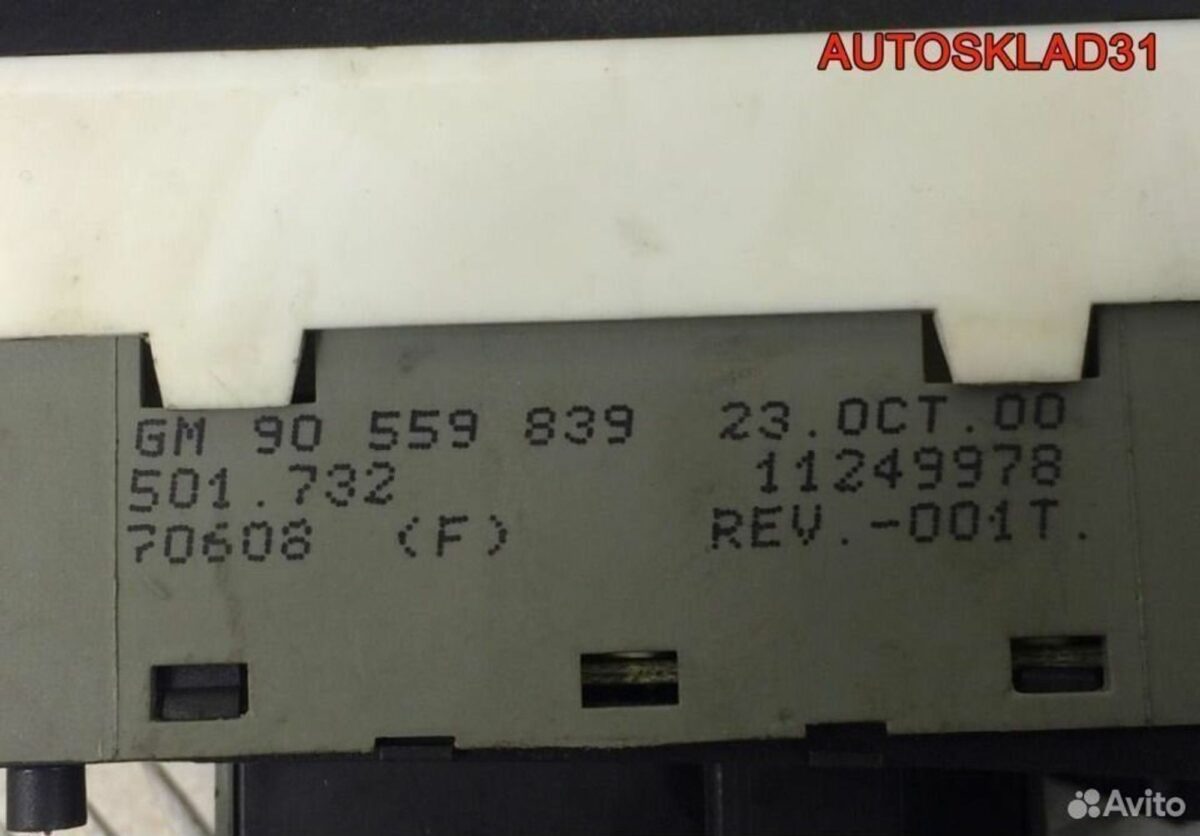 AUTOSKLAD31
GM 90 559 839 23.OCT.00
501.732 11249978
70608 (F) REV.-001T.
Avito